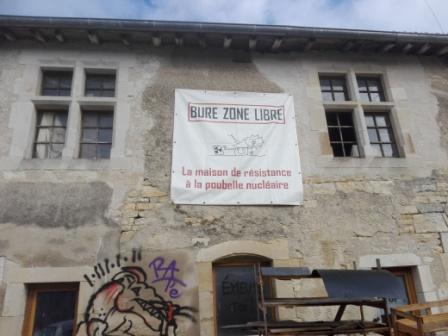 BURE ZONE LIBRE
La maison de résistance
à la poubelle nucléaire